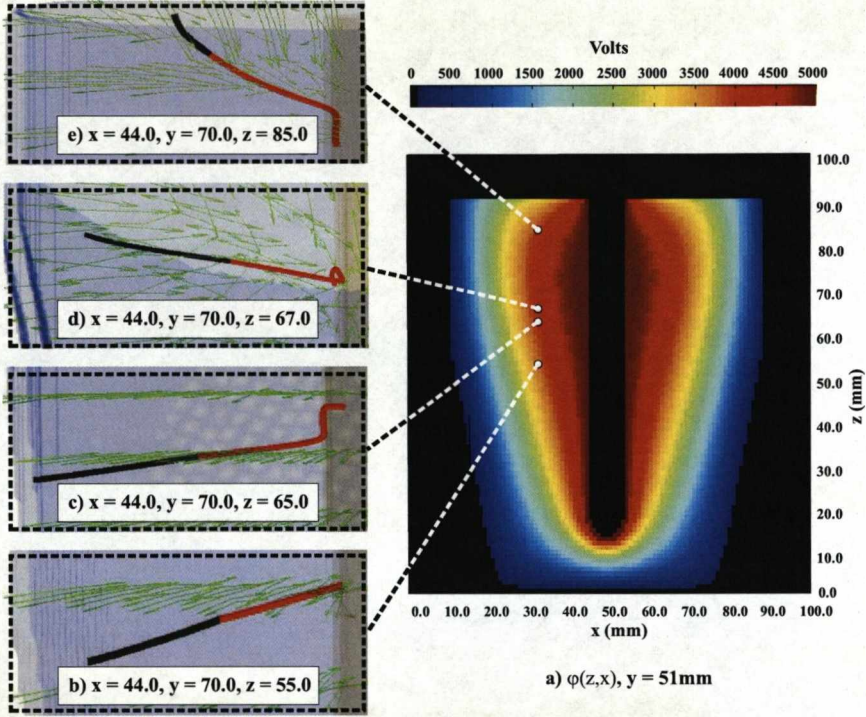 Volts
0 500 1000 1500 2000 2500 3000 3500 4000 4500 5000
e) x = 44.0, y = 70.0, z = 85.0
d) x = 44.0, y = 70.0, z = 67.0
c) x = 44.0, y = 70.0, z = 65.0
b) x = 44.0, y = 70.0, z = 55.0
100.0
90.0
80.0
70.0
60.0
50.0
40.0
30.0
20.0
10.0
0.0
z (mm)
0.0 10.0 20.0 30.0 40.0 50.0 60.0 70.0 80.0 90.0 100.0
x (mm)
a) φ(z,x), y = 51mm